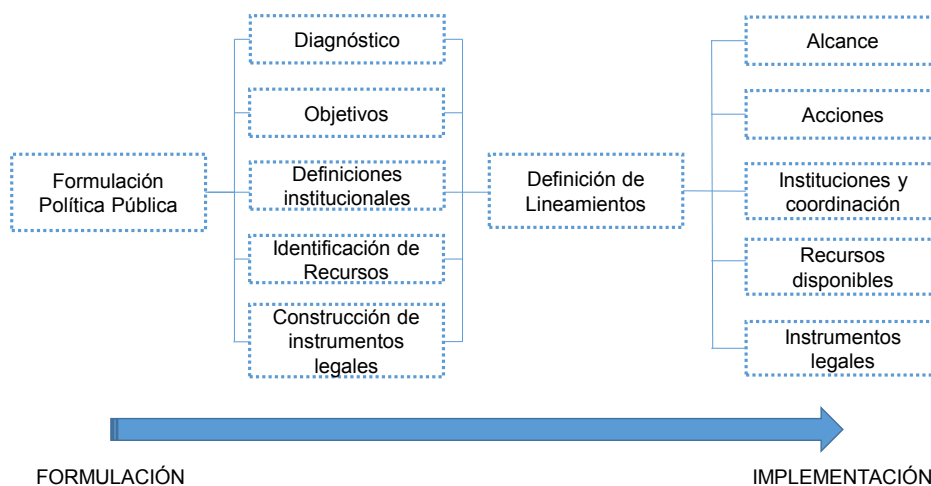 Formulación
Política Pública
Diagnóstico
Objetivos
Definiciones
institucionales
Identificación de
Recursos
Construcción de
instrumentos
legales
Definición de
Lineamientos
Alcance
Acciones
Instituciones y
coordinación
Recursos
disponibles
Instrumentos
legales
FORMULACIÓN
IMPLEMENTACIÓN